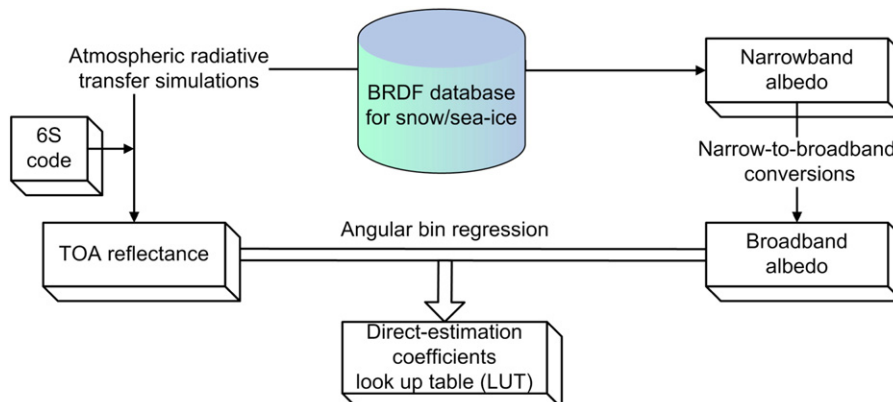 Atmospheric radiative
transfer simulations
BRDF database
for snow/sea-ice
Narrowband
albedo
6S
code
Narrow-to-broadband
conversions
TOA reflectance
Angular bin regression
Broadband
albedo
Direct-estimation
coefficients
look up table (LUT)